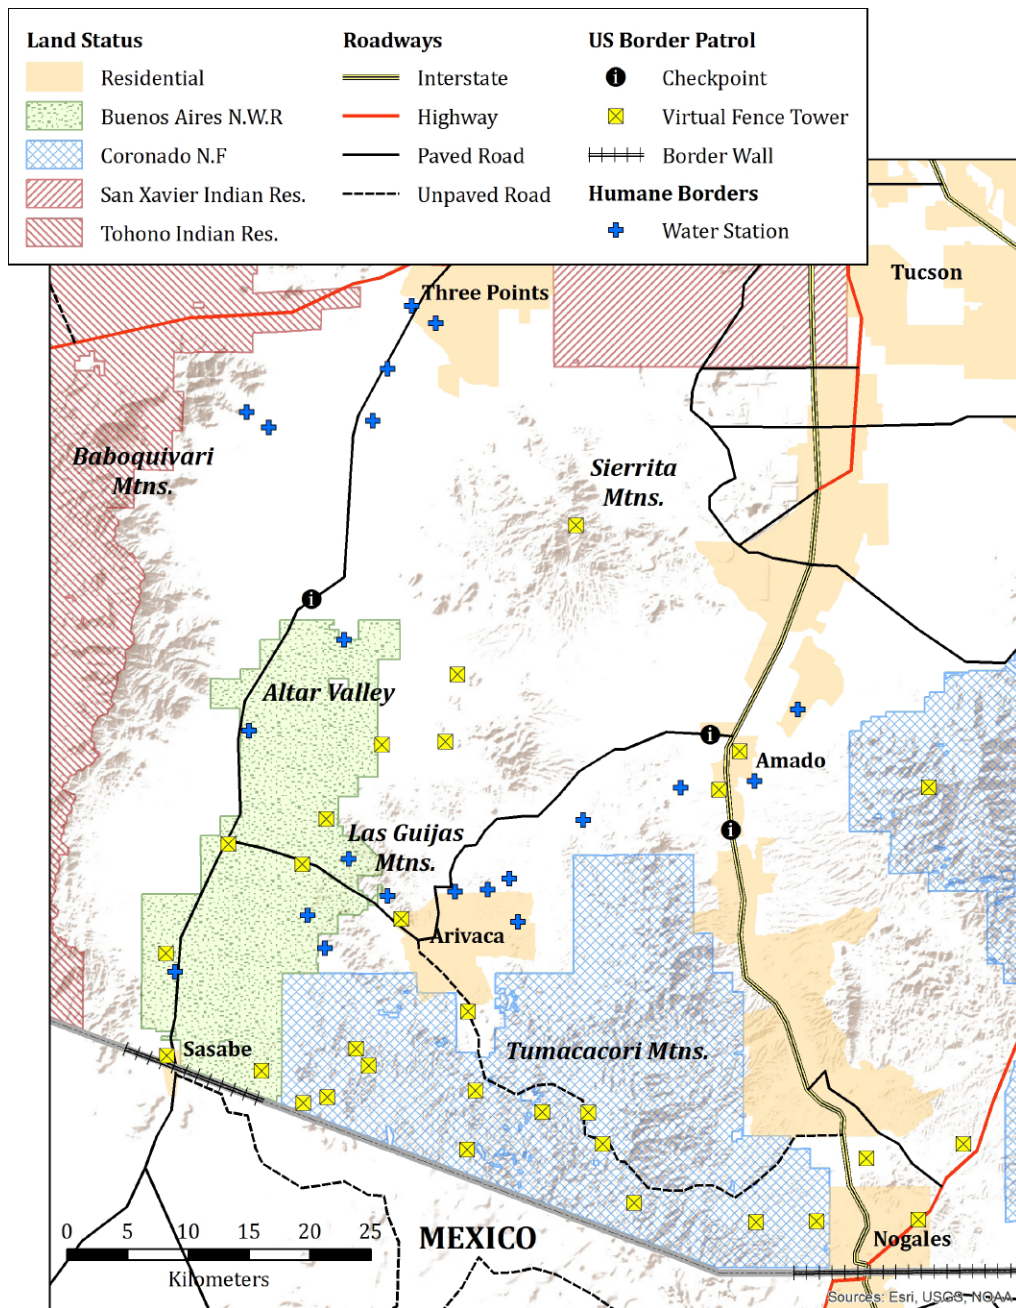 Land Status
Residential
Buenos Aires N.W.R
Coronado N.F
San Xavier Indian Res.
Tohono Indian Res.
Roadways
Interstate
Highway
Paved Road
Unpaved Road
US Border Patrol
Checkpoint
Virtual Fence Tower
Border Wall
Humane Borders
Water Station
Tucson
Three Points
Baboquivari
Mtns.
Sierrita
Mtns.
Altar Valley
Amado
Las Guijas
Mtns.
Arivaca
Sasabe
Tumacacori Mtns.
MEXICO
Nogales
0 5 10 15 20 25
Kilometers
Sources: Esri, USGS, NOAA